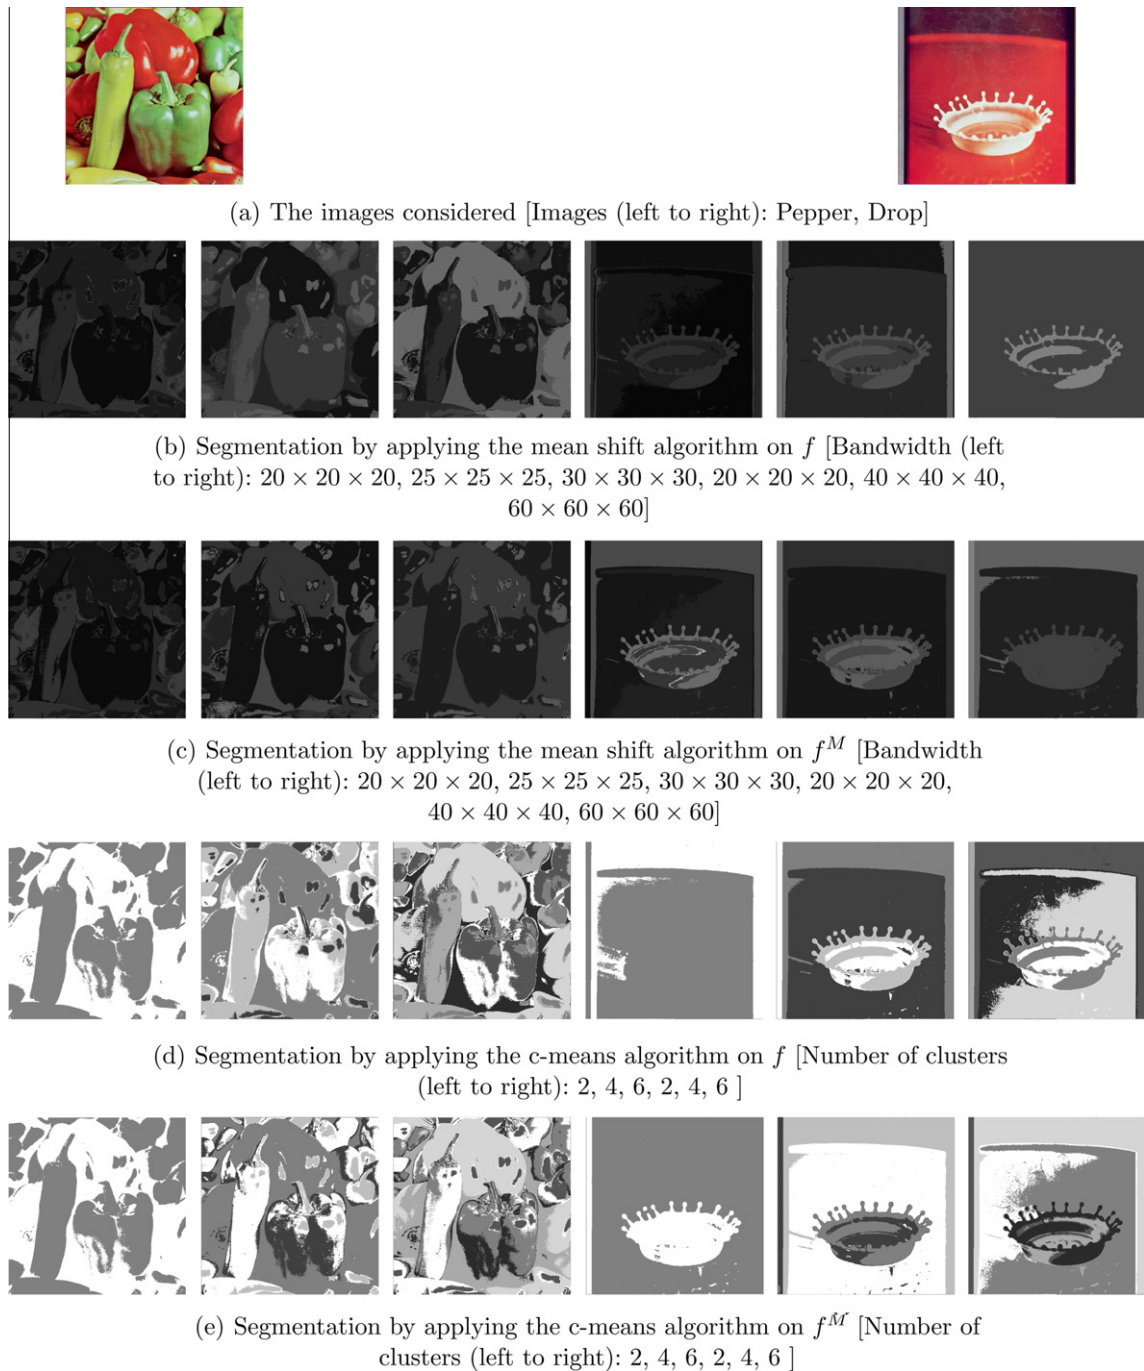 (a) The images considered [Images (left to right): Pepper, Drop]
(b) Segmentation by applying the mean shift algorithm on f [Bandwidth (left
to right): 20 × 20 × 20, 25 × 25 × 25, 30 × 30 × 30, 20 × 20 × 20, 40 × 40 × 40,
60 × 60 × 60]
(c) Segmentation by applying the mean shift algorithm on f^M [Bandwidth
(left to right): 20 × 20 × 20, 25 × 25 × 25, 30 × 30 × 30, 20 × 20 × 20,
40 × 40 × 40, 60 × 60 × 60]
(d) Segmentation by applying the c-means algorithm on f [Number of clusters
(left to right): 2, 4, 6, 2, 4, 6 ]
(e) Segmentation by applying the c-means algorithm on f^M [Number of
clusters (left to right): 2, 4, 6, 2, 4, 6 ]